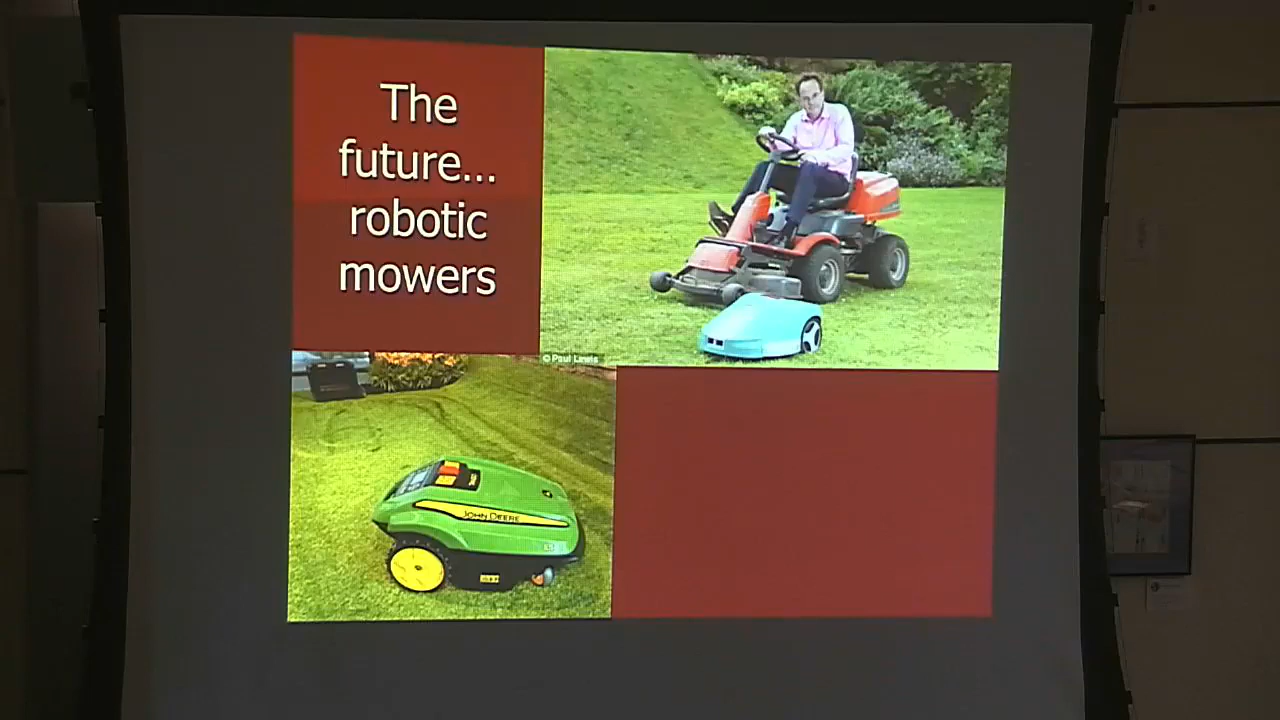 The
future...
robotic
mowers
© Paul Lewis
JOHN DEERE